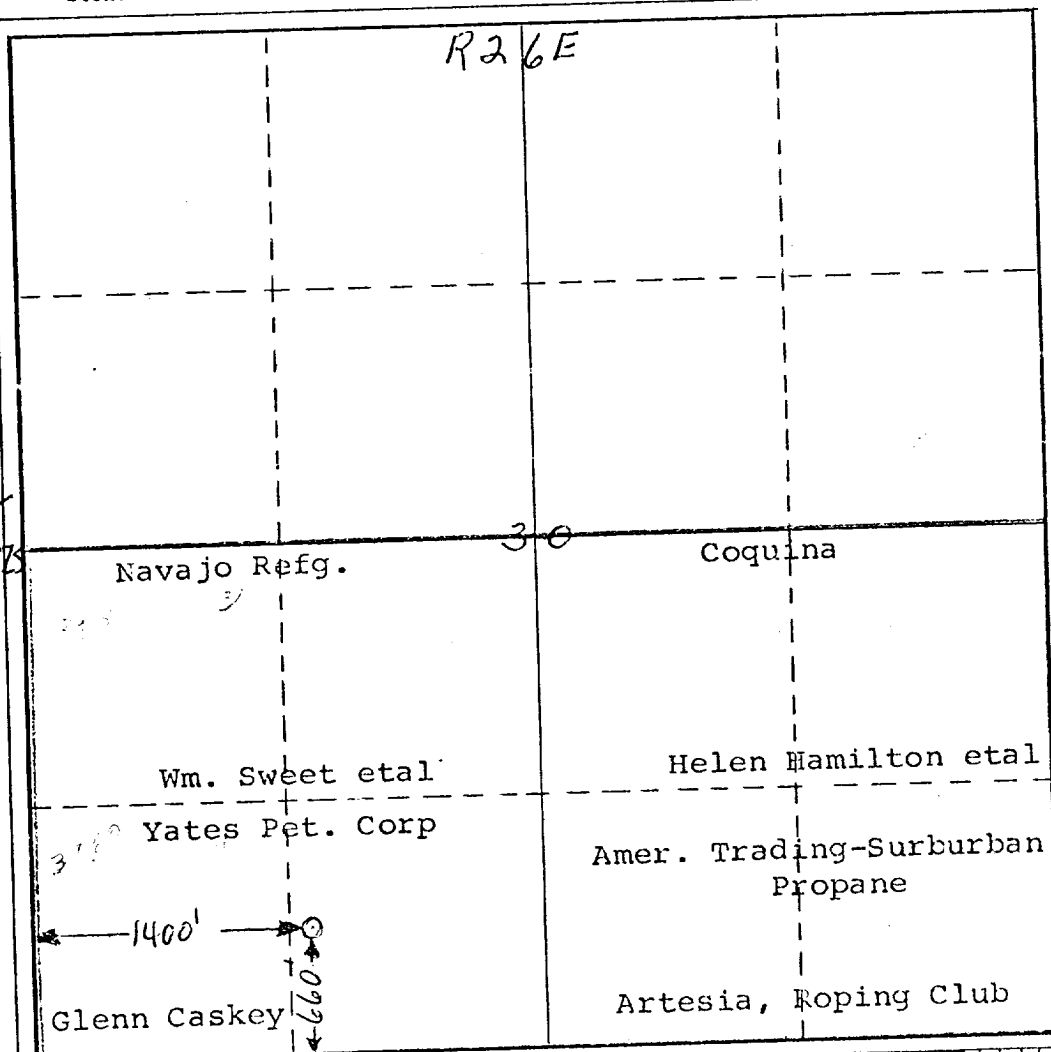 R26E
30
Navajo Refg.
Coquina
Wm. Sweet etal
Helen Hamilton etal
Yates Pet. Corp
Amer. Trading-Surburban
Propane
1400'
660
Glenn Caskey
Artesia, Roping Club